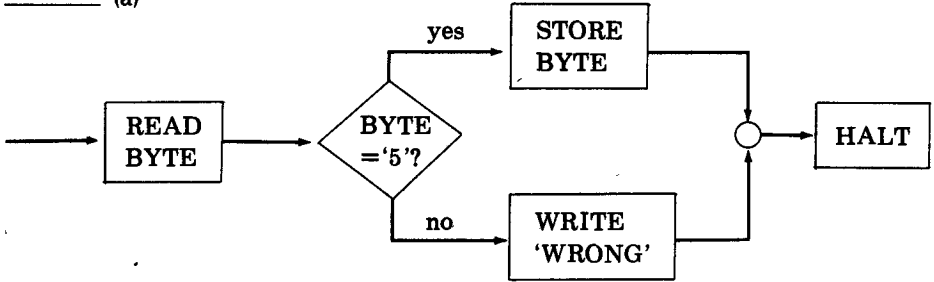 (a)
yes
STORE
BYTE
READ
BYTE
BYTE
=‘5’?
HALT
no
WRITE
‘WRONG’